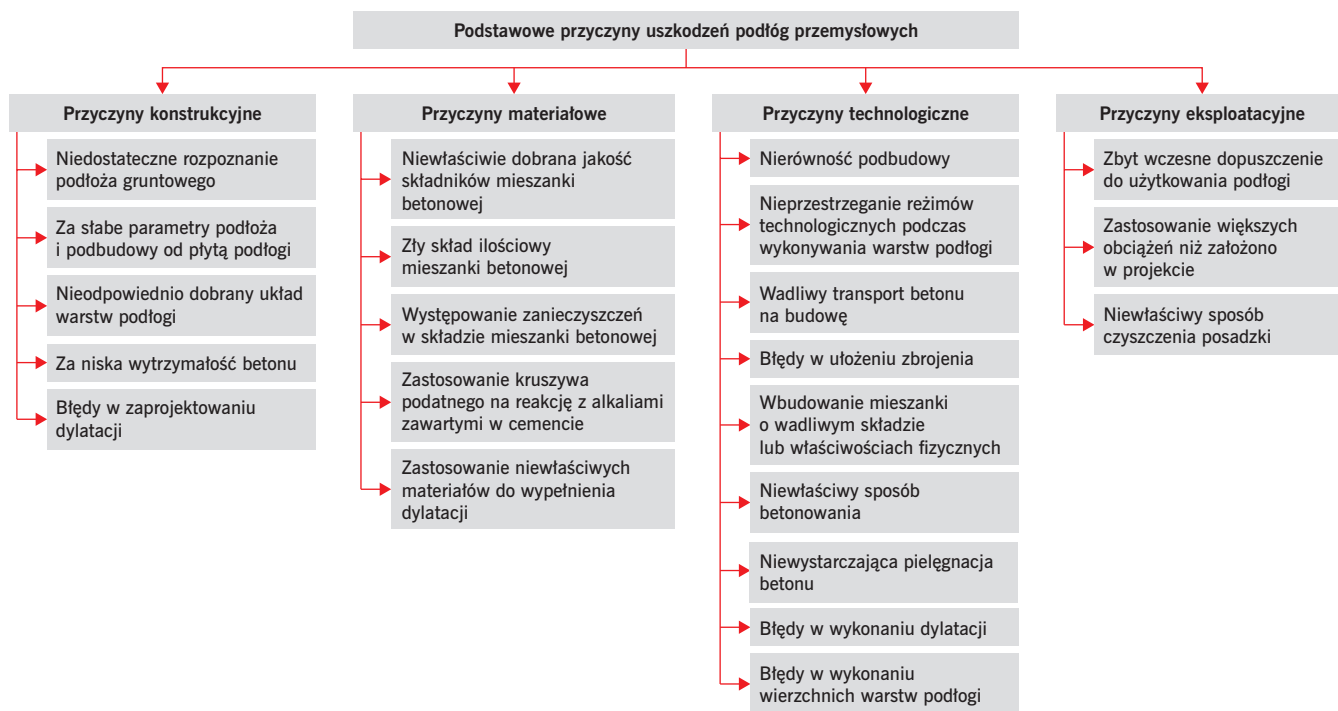 Podstawowe przyczyny uszkodzeń podłóg przemysłowych
Przyczyny konstrukcyjne
Niedostateczne rozpoznanie
podłoża gruntowego
Za słabe parametry podłoża
i podbudowy od płytą podłogi
Nieodpowiednio dobrany układ
warstw podłogi
Za niska wytrzymałość betonu
Błędy w zaprojektowaniu
dylatacji
Przyczyny materiałowe
Niewłaściwie dobrana jakość
składników mieszanki
betonowej
Zły skład ilościowy
mieszanki betonowej
Występowanie zanieczyszczeń
w składzie mieszanki betonowej
Zastosowanie kruszywa
podatnego na reakcję z alkaliami
zawartymi w cemencie
Zastosowanie niewłaściwych
materiałów do wypełnienia
dylatacji
Przyczyny technologiczne
Nierówność podbudowy
Nieprzestrzeganie reżimów
technologicznych podczas
wykonywania warstw podłogi
Wadliwy transport betonu
na budowę
Błędy w ułożeniu zbrojenia
Wbudowanie mieszanki
o wadliwym składzie
lub właściwościach fizycznych
Niewłaściwy sposób
betonowania
Niewystarczająca pielęgnacja
betonu
Błędy w wykonaniu dylatacji
Błędy w wykonaniu
wierzchnich warstw podłogi
Przyczyny eksploatacyjne
Zbyt wczesne dopuszczenie
do użytkowania podłogi
Zastosowanie większych
obciążeń niż założono
w projekcie
Niewłaściwy sposób
czyszczenia posadzki